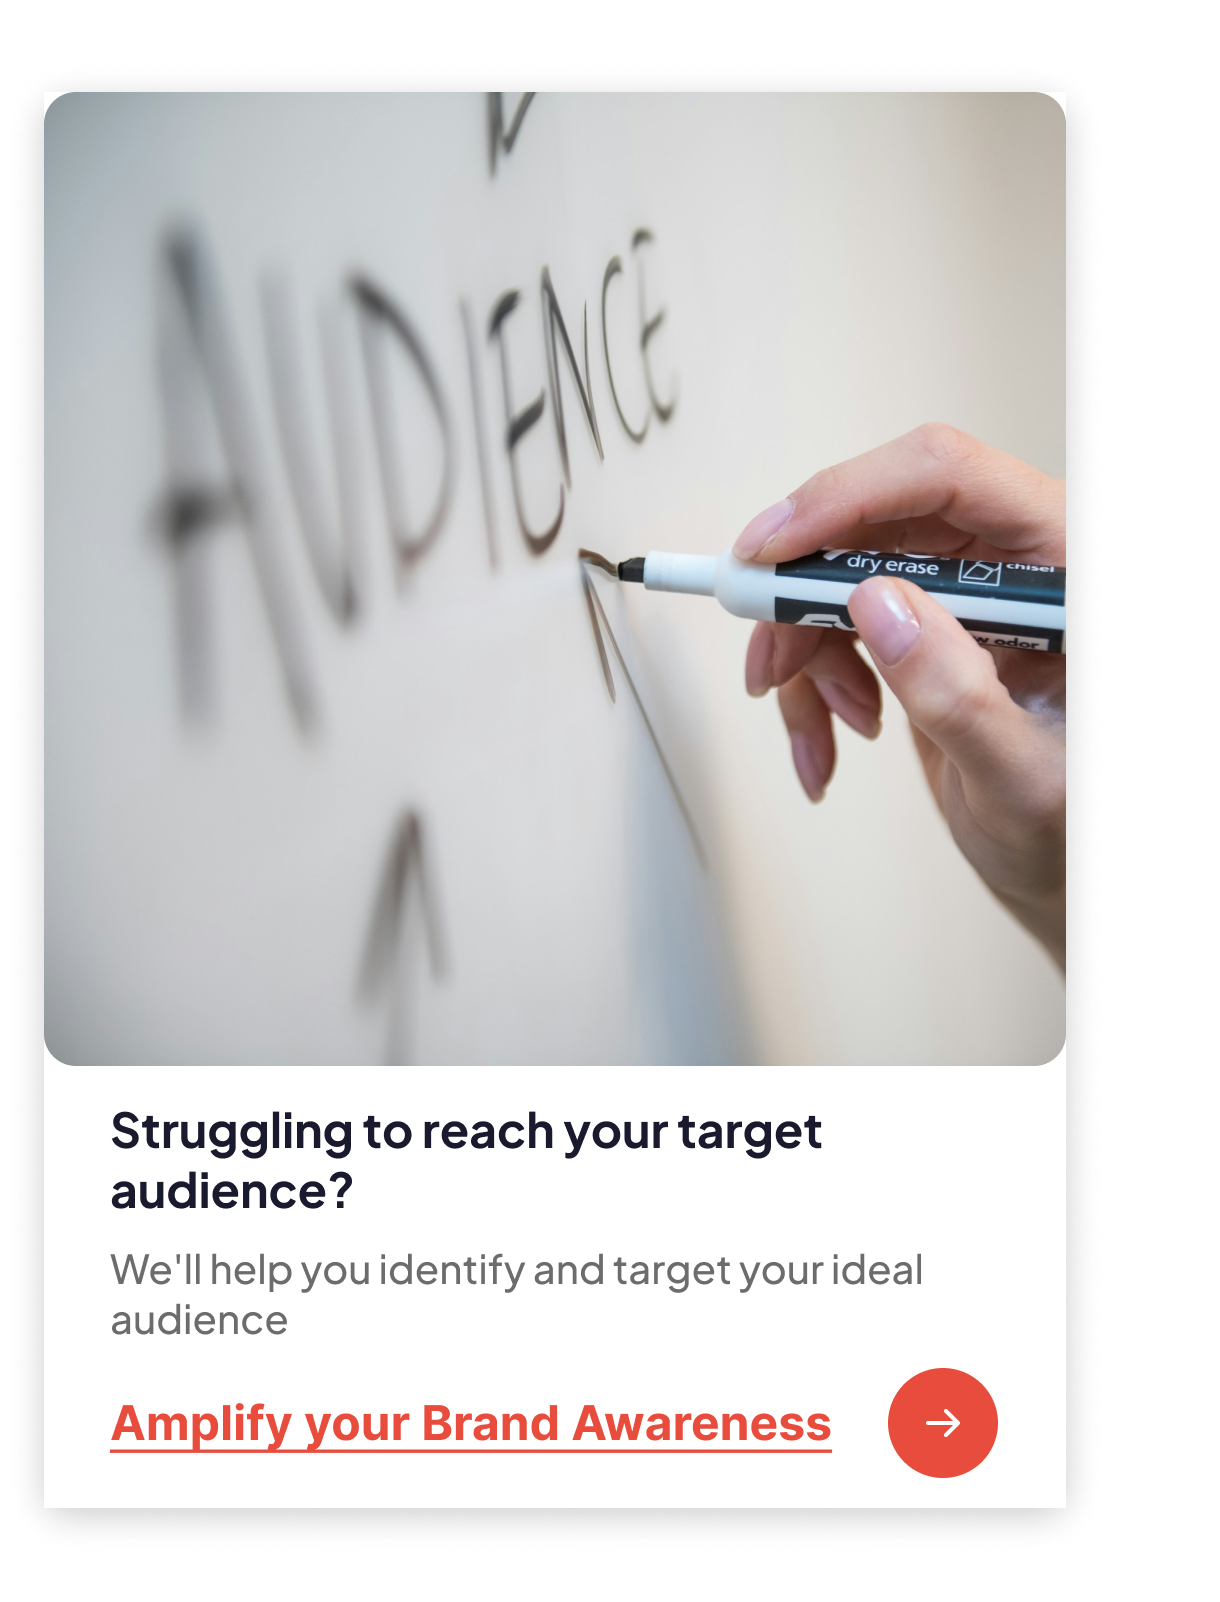 AUDIENCE
dry erase
chisel
w odor
Struggling to reach your target
audience?
We'll help you identify and target your ideal
audience
Amplify your Brand Awareness